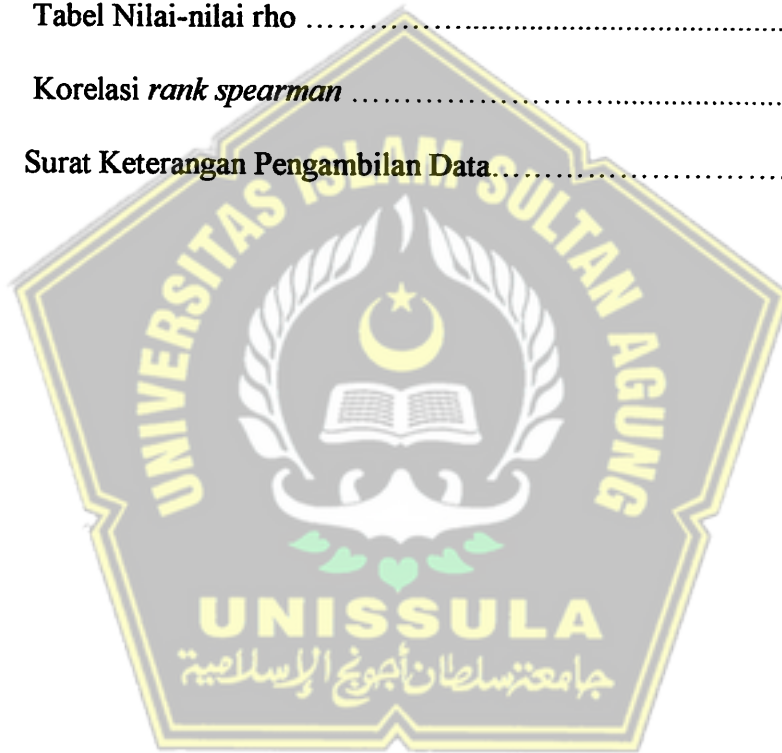 Tabel Nilai-nilai rho ......................................................................
Korelasi rank spearman ......................................................................
Surat Keterangan Pengambilan Data..............................
UNIVERSITAS ISLAM SULTAN AGUNG
UNISSULA
جامعة سلطان أجونج الإسلامية